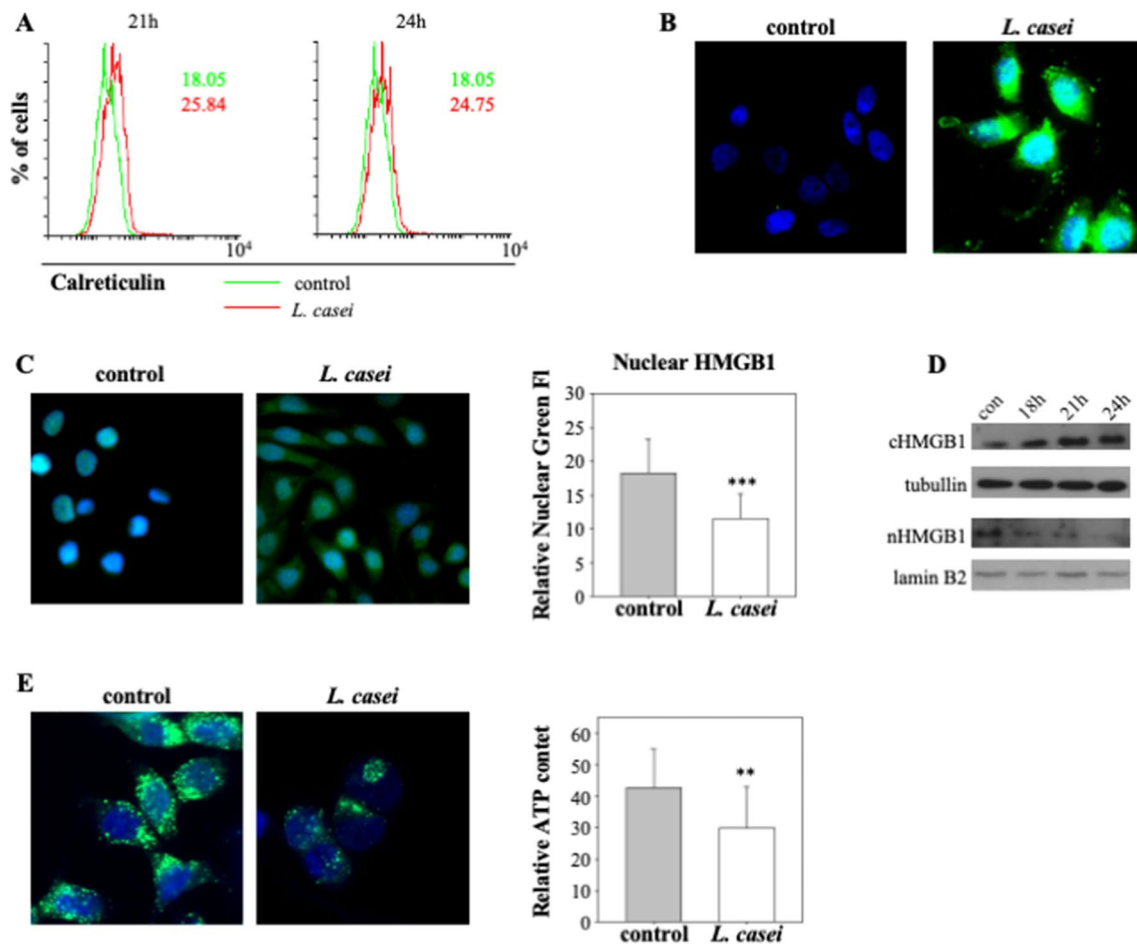 A
21h
24h
% of cells
18.05
25.84
18.05
24.75
10⁴
10⁴
Calreticulin
control
L. casei
B
control
L. casei
C
control
L. casei
Nuclear HMGB1
Relative Nuclear Green Fl
30
25
20
15
10
5
0
***
control
L. casei
D
con 18h 21h 24h
cHMGB1
tubullin
nHMGB1
lamin B2
E
control
L. casei
Relative ATP contet
60
50
40
30
20
10
0
**
control
L. casei